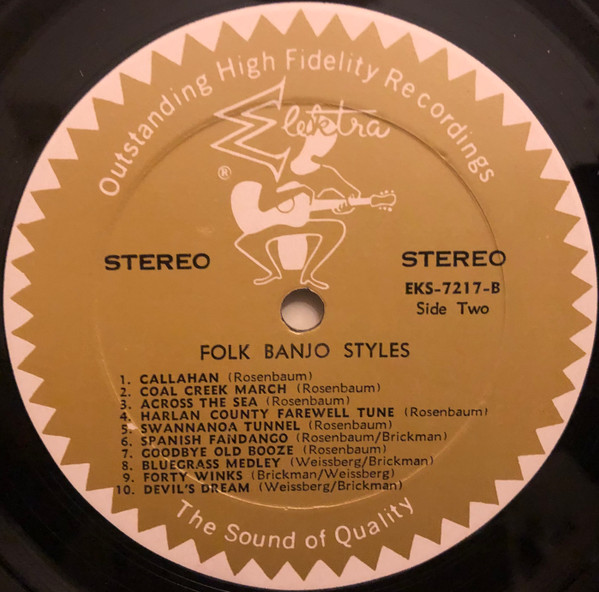 Outstanding High Fidelity Recordings
Elektra
®
STEREO
STEREO
EKS-7217-B
Side Two
FOLK BANJO STYLES
1. CALLAHAN (Rosenbaum)
2. COAL CREEK MARCH (Rosenbaum)
3. ACROSS THE SEA (Rosenbaum)
4. HARLAN COUNTY FAREWELL TUNE (Rosenbaum)
5. SWANNANOA TUNNEL (Rosenbaum)
6. SPANISH FANDANGO (Rosenbaum/Brickman)
7. GOODBYE OLD BOOZE (Rosenbaum)
8. BLUEGRASS MEDLEY (Weissberg/Brickman)
9. FORTY WINKS (Brickman/Weissberg)
10. DEVIL'S DREAM (Weissberg/Brickman)
The Sound of Quality